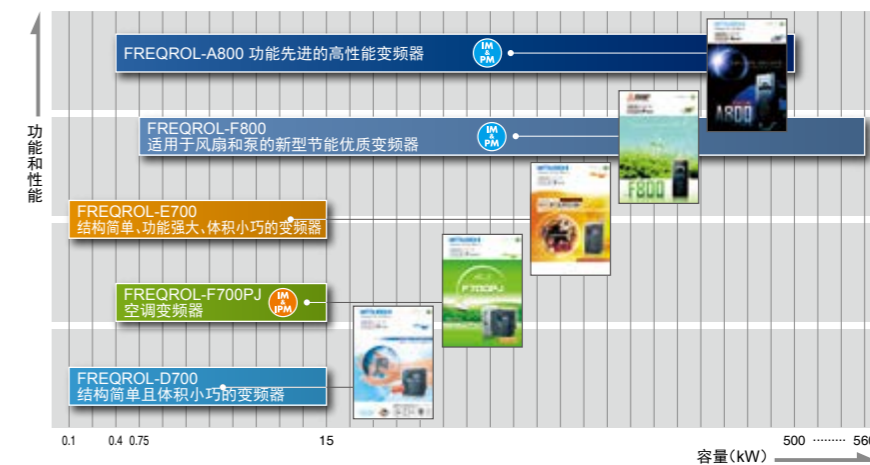 功能和性能
FREQROL-A800 功能先进的高性能变频器
IM
&
PM
A800
FREQROL-F800
适用于风扇和泵的新型节能优质变频器
IM
&
PM
F800
FREQROL-E700
结构简单、功能强大、体积小巧的变频器
FREQROL-F700PJ
空调变频器
IM
&
IPM
F700PJ
FREQROL-D700
结构简单且体积小巧的变频器
0.1 0.4 0.75 15 500 ········· 560
容量(kW)